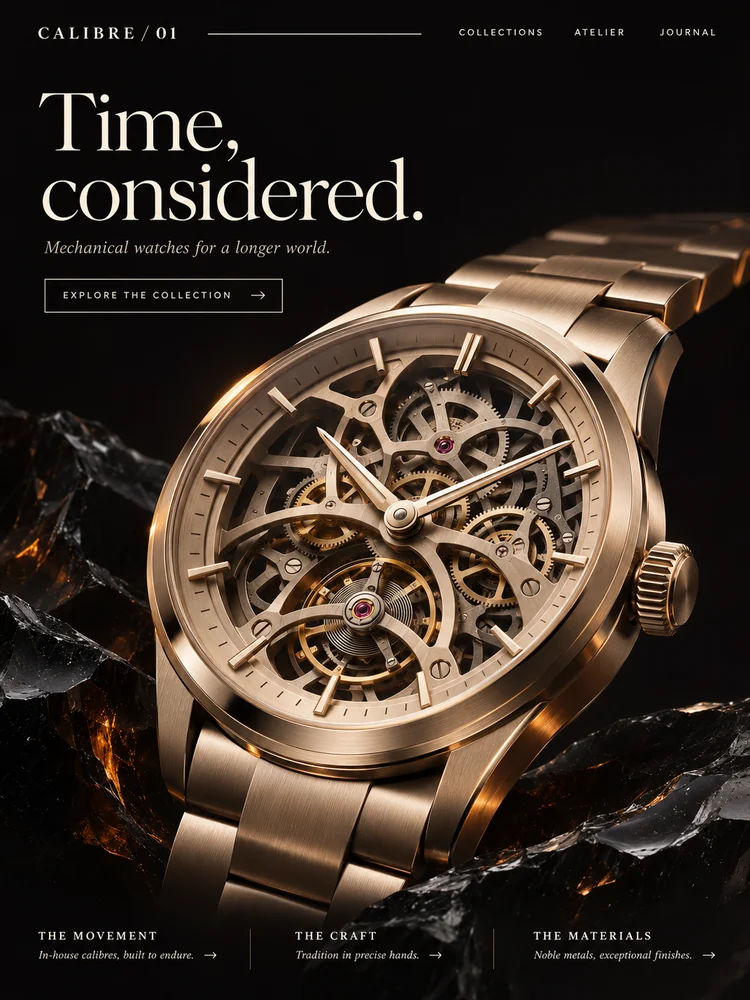 CALIBRE / 01
COLLECTIONS ATELIER JOURNAL
Time,
considered.
Mechanical watches for a longer world.
EXPLORE THE COLLECTION →
THE MOVEMENT
In-house calibres, built to endure. →
THE CRAFT
Tradition in precise hands. →
THE MATERIALS
Noble metals, exceptional finishes. →